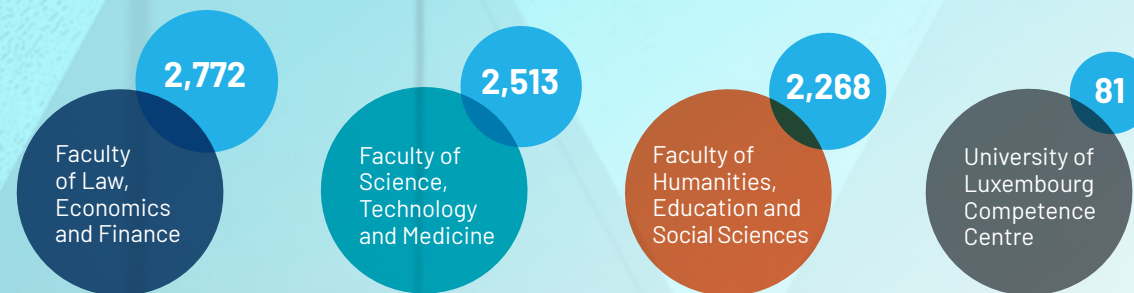 2,772
Faculty
of Law,
Economics
and Finance
2,513
Faculty of
Science,
Technology
and Medicine
2,268
Faculty of
Humanities,
Education and
Social Sciences
81
University of
Luxembourg
Competence
Centre